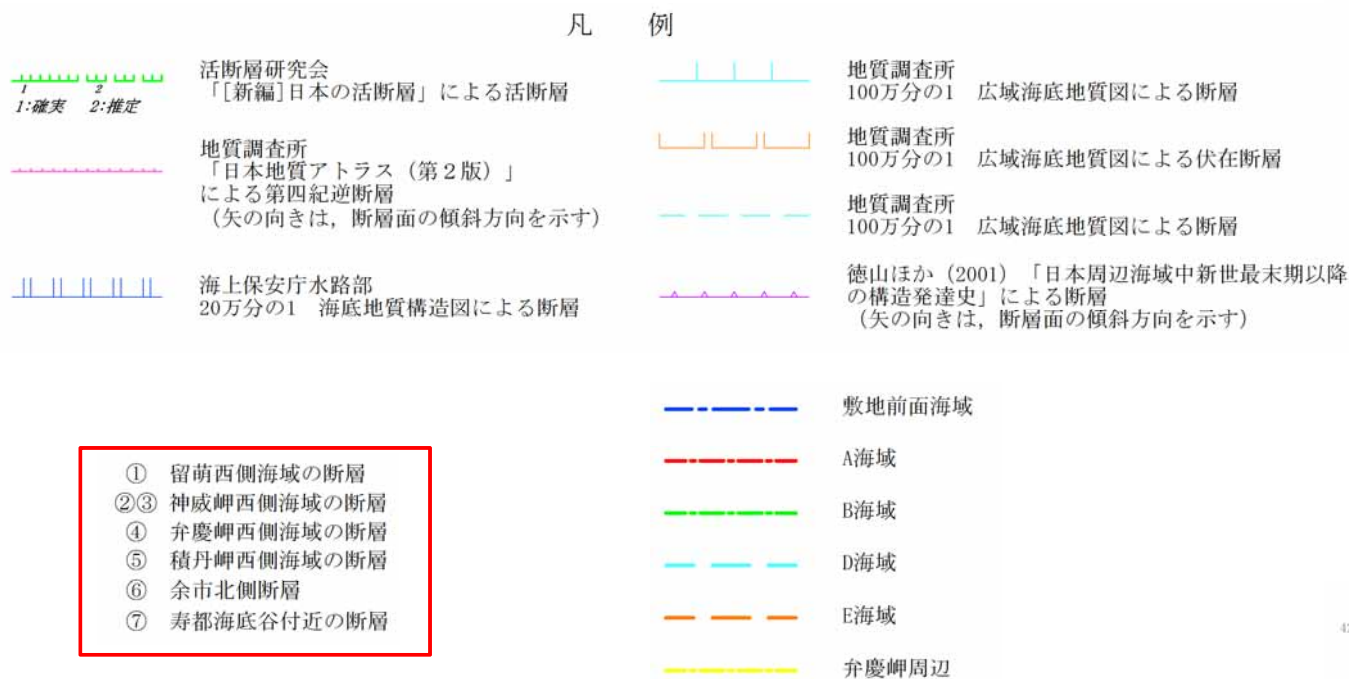 凡 例
1 2
1:確実 2:推定
活断層研究会
「[新編]日本の活断層」による活断層
地質調査所
「日本地質アトラス（第２版）」
による第四紀逆断層
（矢の向きは，断層面の傾斜方向を示す）
海上保安庁水路部
20万分の1 海底地質構造図による断層
地質調査所
100万分の1 広域海底地質図による断層
地質調査所
100万分の1 広域海底地質図による伏在断層
地質調査所
100万分の1 広域海底地質図による断層
徳山ほか（2001）「日本周辺海域中新世最末期以降
の構造発達史」による断層
（矢の向きは，断層面の傾斜方向を示す）
① 留萌西側海域の断層
②③ 神威岬西側海域の断層
④ 弁慶岬西側海域の断層
⑤ 積丹岬西側海域の断層
⑥ 余市北側断層
⑦ 寿都海底谷付近の断層
敷地前面海域
A海域
B海域
D海域
E海域
弁慶岬周辺